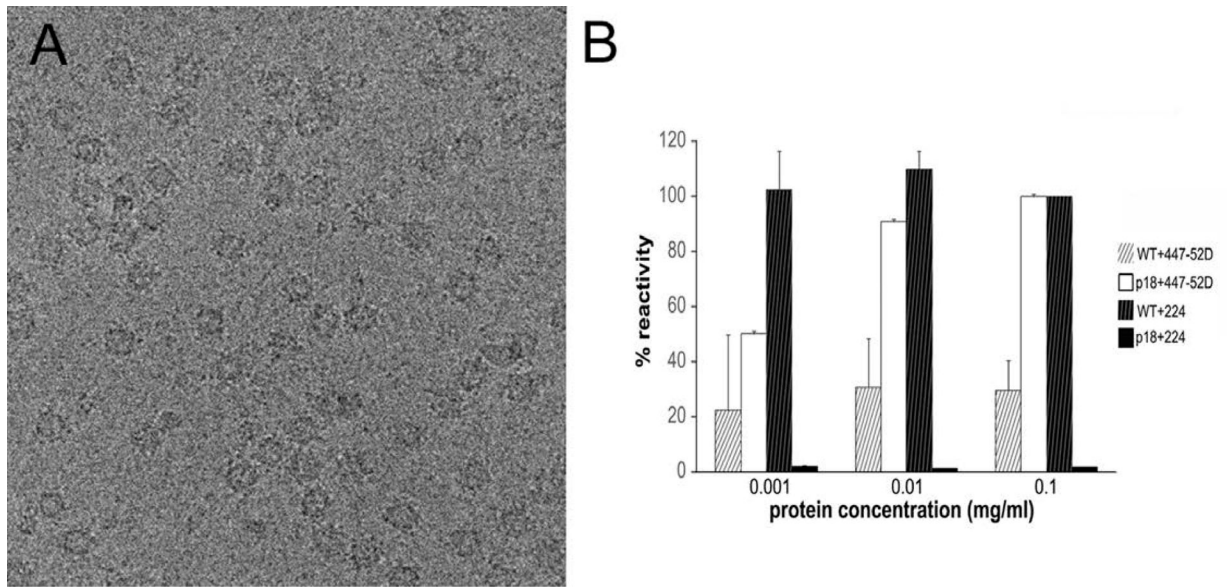 A
B
% reactivity
120
100
80
60
40
20
0
0.001
0.01
0.1
protein concentration (mg/ml)
WT+447-52D
p18+447-52D
WT+224
p18+224